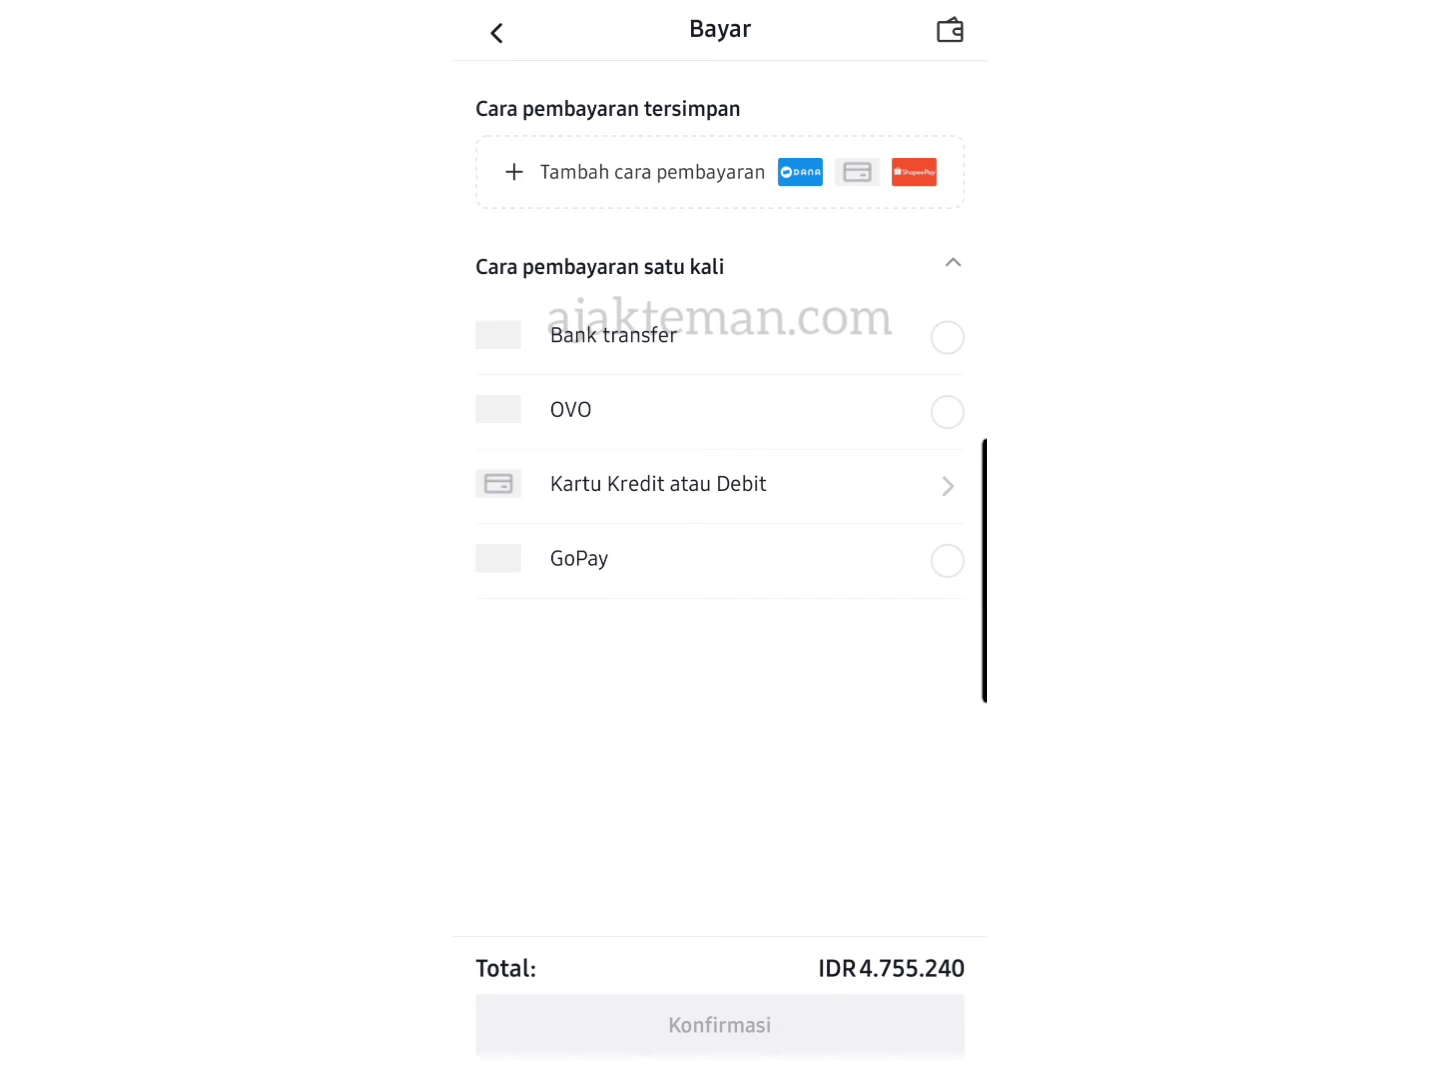 Bayar
Cara pembayaran tersimpan
+ Tambah cara pembayaran DANA ShopeePay
Cara pembayaran satu kali
ajakteman.com
Bank transfer
OVO
Kartu Kredit atau Debit
GoPay
Total: IDR 4.755.240
Konfirmasi